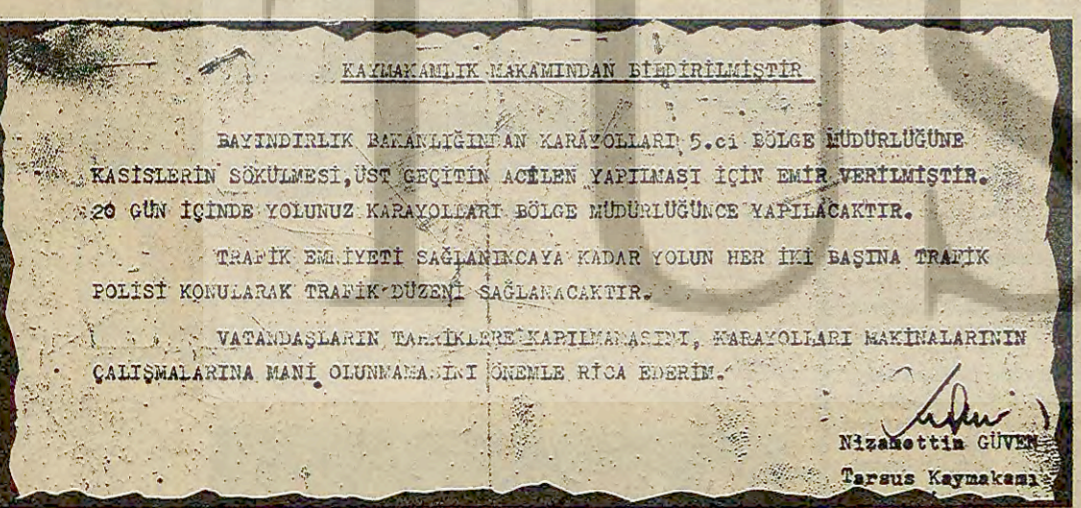 KAYMAKAMLIK MAKAMINDAN BİLDİRİLMİŞTİR
BAYINDIRLIK BAKANLIĞINDAN KARAYOLLARI 5.ci BÖLGE MÜDÜRLÜĞÜNE
KASİSLERİN SÖKÜLMESİ,ÜST GEÇİTİN ACİLEN YAPILMASI İÇİN EMİR VERİLMİŞTİR.
20 GÜN İÇİNDE YOLUNUZ KARAYOLLARI BÖLGE MÜDÜRLÜĞÜNCE YAPILACAKTIR.
TRAFİK EMNİYETİ SAĞLANINCAYA KADAR YOLUN HER İKİ BAŞINA TRAFİK
POLİSİ KONULARAK TRAFİK DÜZENİ SAĞLANACAKTIR.
VATANDAŞLARIN TAHRİKLERE KAPILMAMASINI, KARAYOLLARI MAKİNALARININ
ÇALIŞMALARINA MANİ OLUNMAMASINI ÖNEMLE RİCA EDERİM.
Nizamettin GÜVEN
Tarsus Kaymakamı